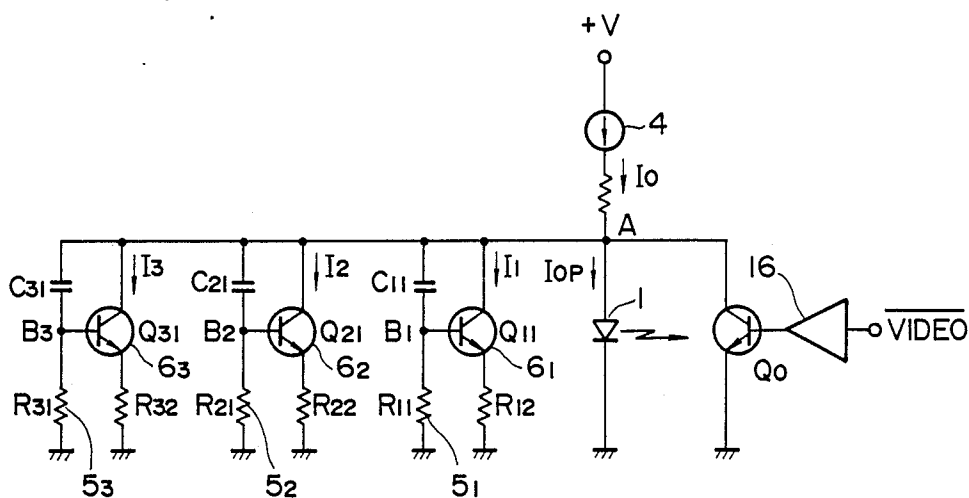 +V
4
I0
A
I3 I2 I1 IOP 1 16
C31 C21 C11
B3 Q31 B2 Q21 B1 Q11 Q0 VIDEO
63 62 61
R31 R32 R21 R22 R11 R12
53 52 51